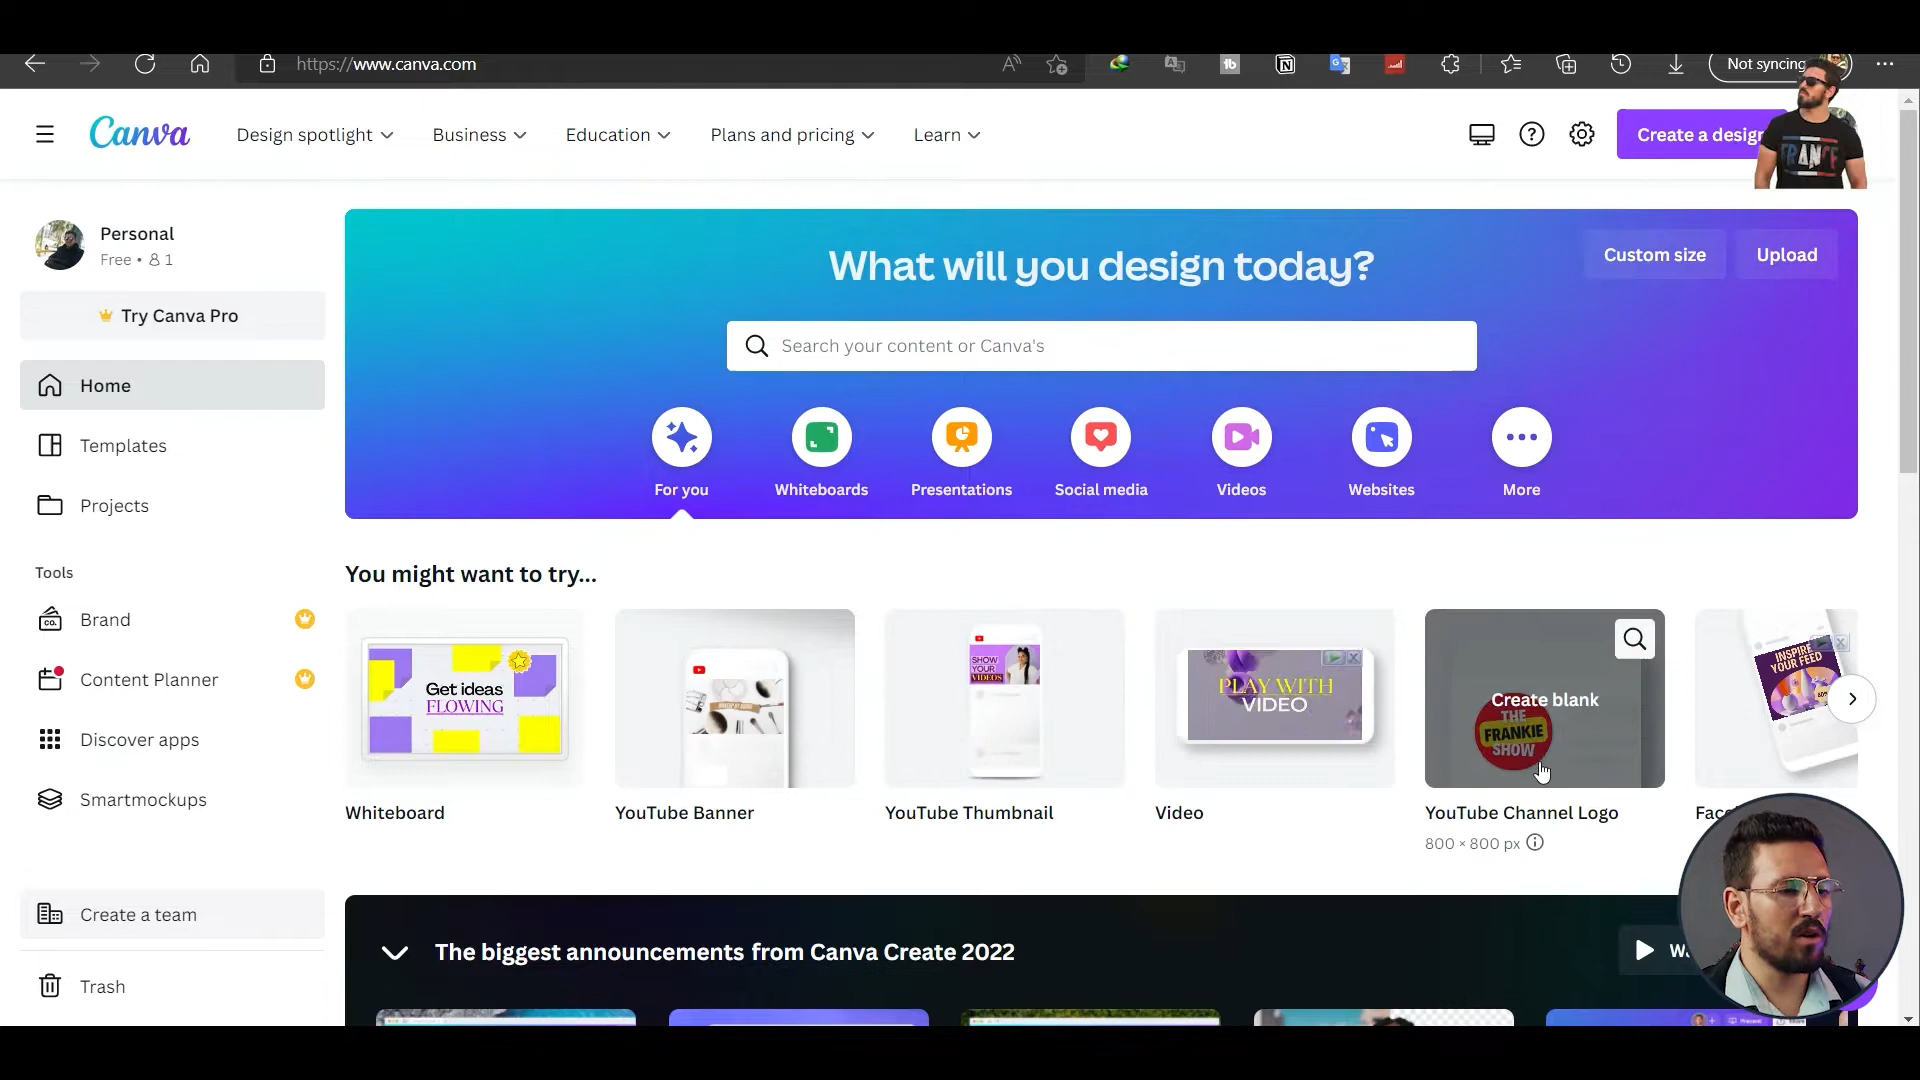 https://www.canva.com
Not syncing
Canva
Design spotlight
Business
Education
Plans and pricing
Learn
Create a design
Personal
Free • 1
Try Canva Pro
Home
Templates
Projects
Tools
Brand
Content Planner
Discover apps
Smartmockups
Create a team
Trash
What will you design today?
Custom size
Upload
Search your content or Canva's
For you
Whiteboards
Presentations
Social media
Videos
Websites
More
You might want to try...
Get ideas
FLOWING
SHOW
YOUR
VIDEOS
PLAY WITH
VIDEO
Create blank
THE
FRANKIE
SHOW
INSPIRE
YOUR FEED
Whiteboard
YouTube Banner
YouTube Thumbnail
Video
YouTube Channel Logo
800 × 800 px
The biggest announcements from Canva Create 2022
FRANCE